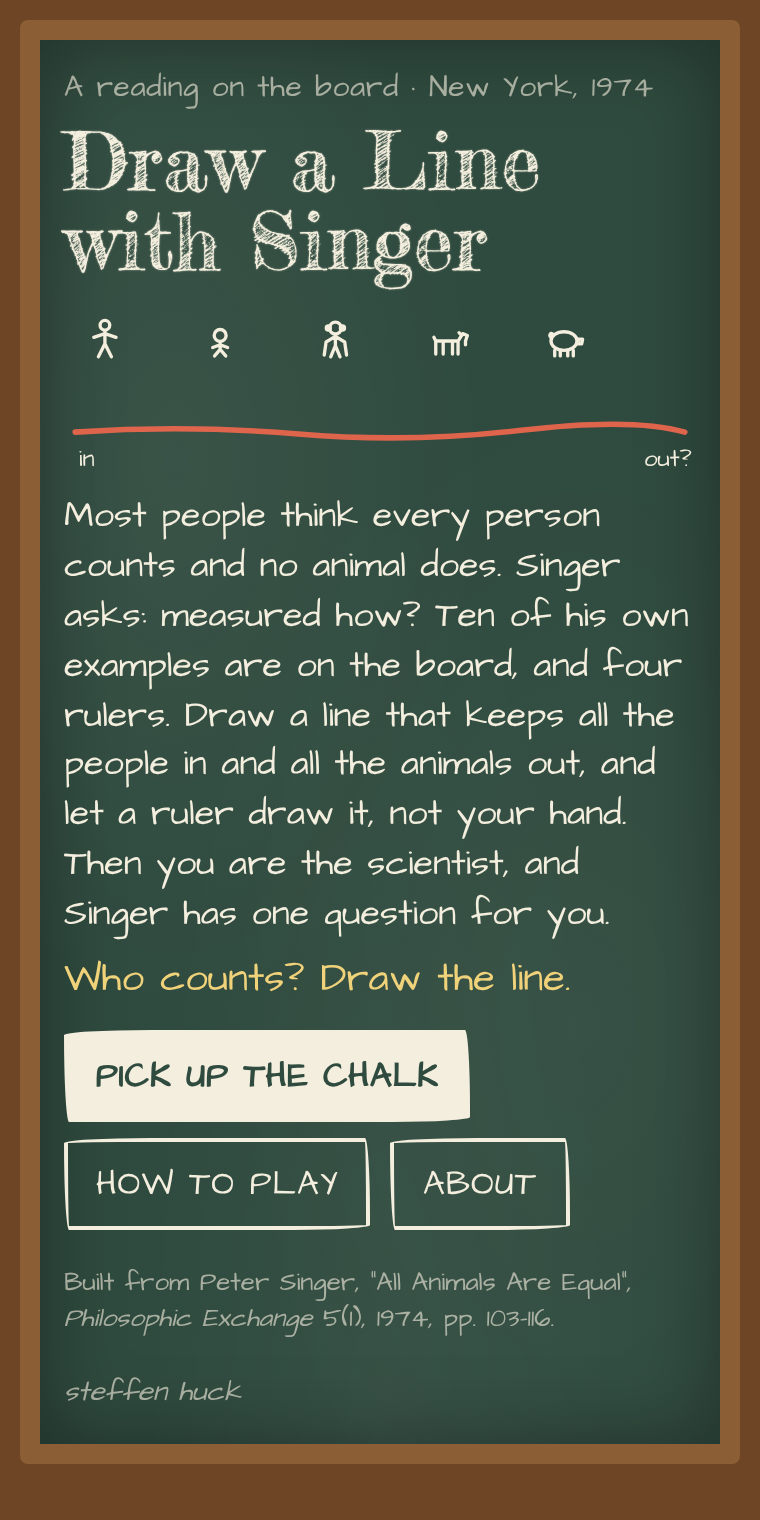 A reading on the board · New York, 1974
Draw a Line
with Singer
in
out?
Most people think every person
counts and no animal does. Singer
asks: measured how? Ten of his own
examples are on the board, and four
rulers. Draw a line that keeps all the
people in and all the animals out, and
let a ruler draw it, not your hand.
Then you are the scientist, and
Singer has one question for you.
Who counts? Draw the line.
PICK UP THE CHALK
HOW TO PLAY
ABOUT
Built from Peter Singer, "All Animals Are Equal",
Philosophic Exchange 5(1), 1974, pp. 103-116.
steffen huck